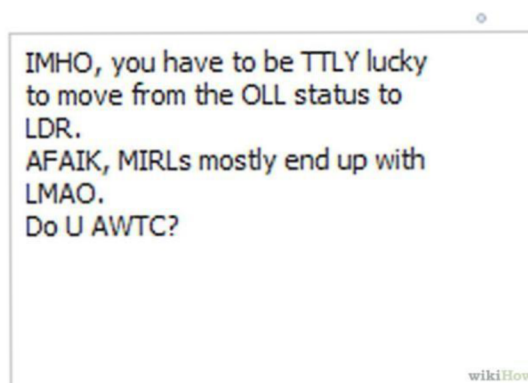 IMHO, you have to be TTLY lucky
to move from the OLL status to
LDR.
AFAIK, MIRLs mostly end up with
LMAO.
Do U AWTC?
wikiHow